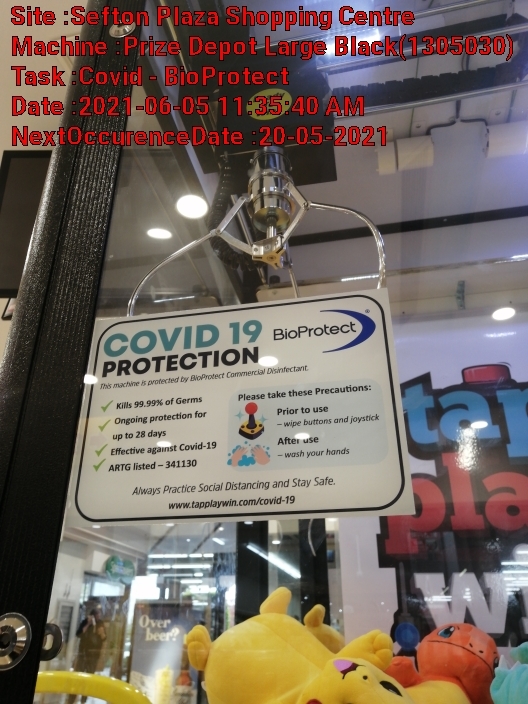 Site :Sefton Plaza Shopping Centre
Machine :Prize Depot Large Black(1305030)
Task :Covid - BioProtect
Date :2021-06-05 11:35:40 AM
NextOccurenceDate :20-05-2021
COVID 19
PROTECTION
BioProtect
This machine is protected by BioProtect Commercial Disinfectant.
Kills 99.99% of Germs
Ongoing protection for
up to 28 days
Effective against Covid-19
ARTG listed – 341130
Please take these Precautions:
Prior to use
– wipe buttons and joystick
After use
– wash your hands
Always Practice Social Distancing and Stay Safe.
www.tapplaywin.com/covid-19
tap
pla
wi
Over
beer?